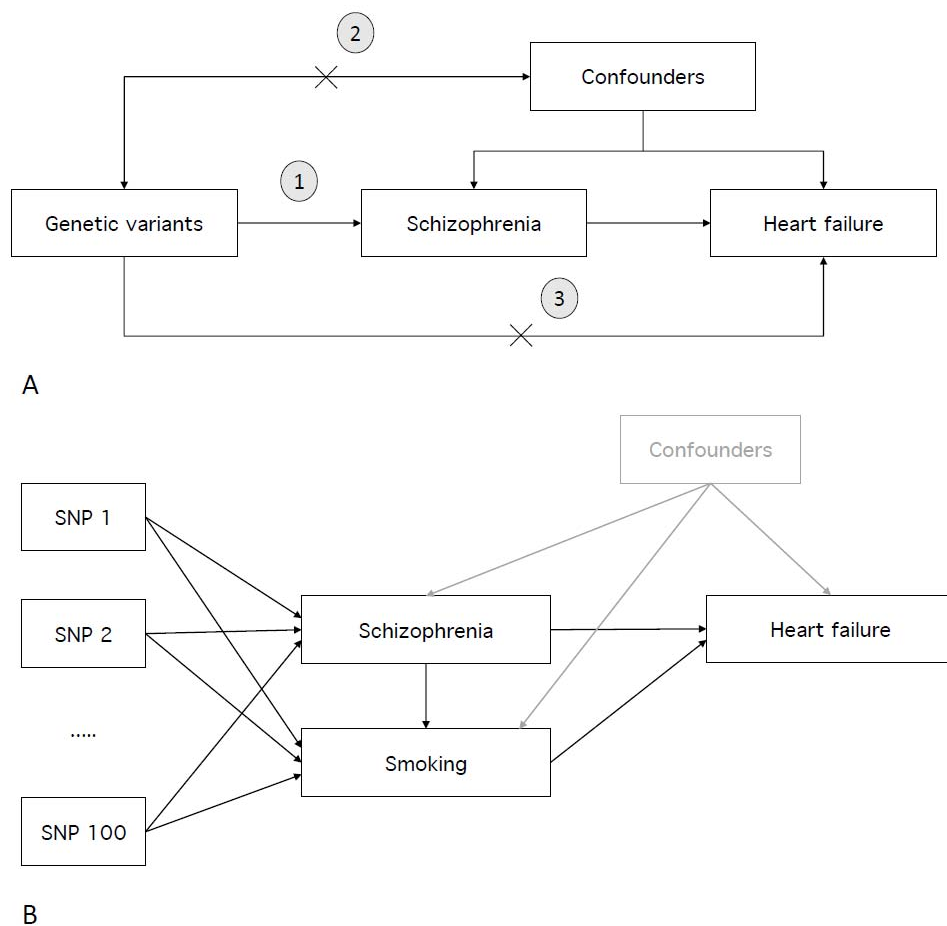 2
Confounders
1
Genetic variants
Schizophrenia
Heart failure
3
A
Confounders
SNP 1
SNP 2
Schizophrenia
Heart failure
.....
Smoking
SNP 100
B